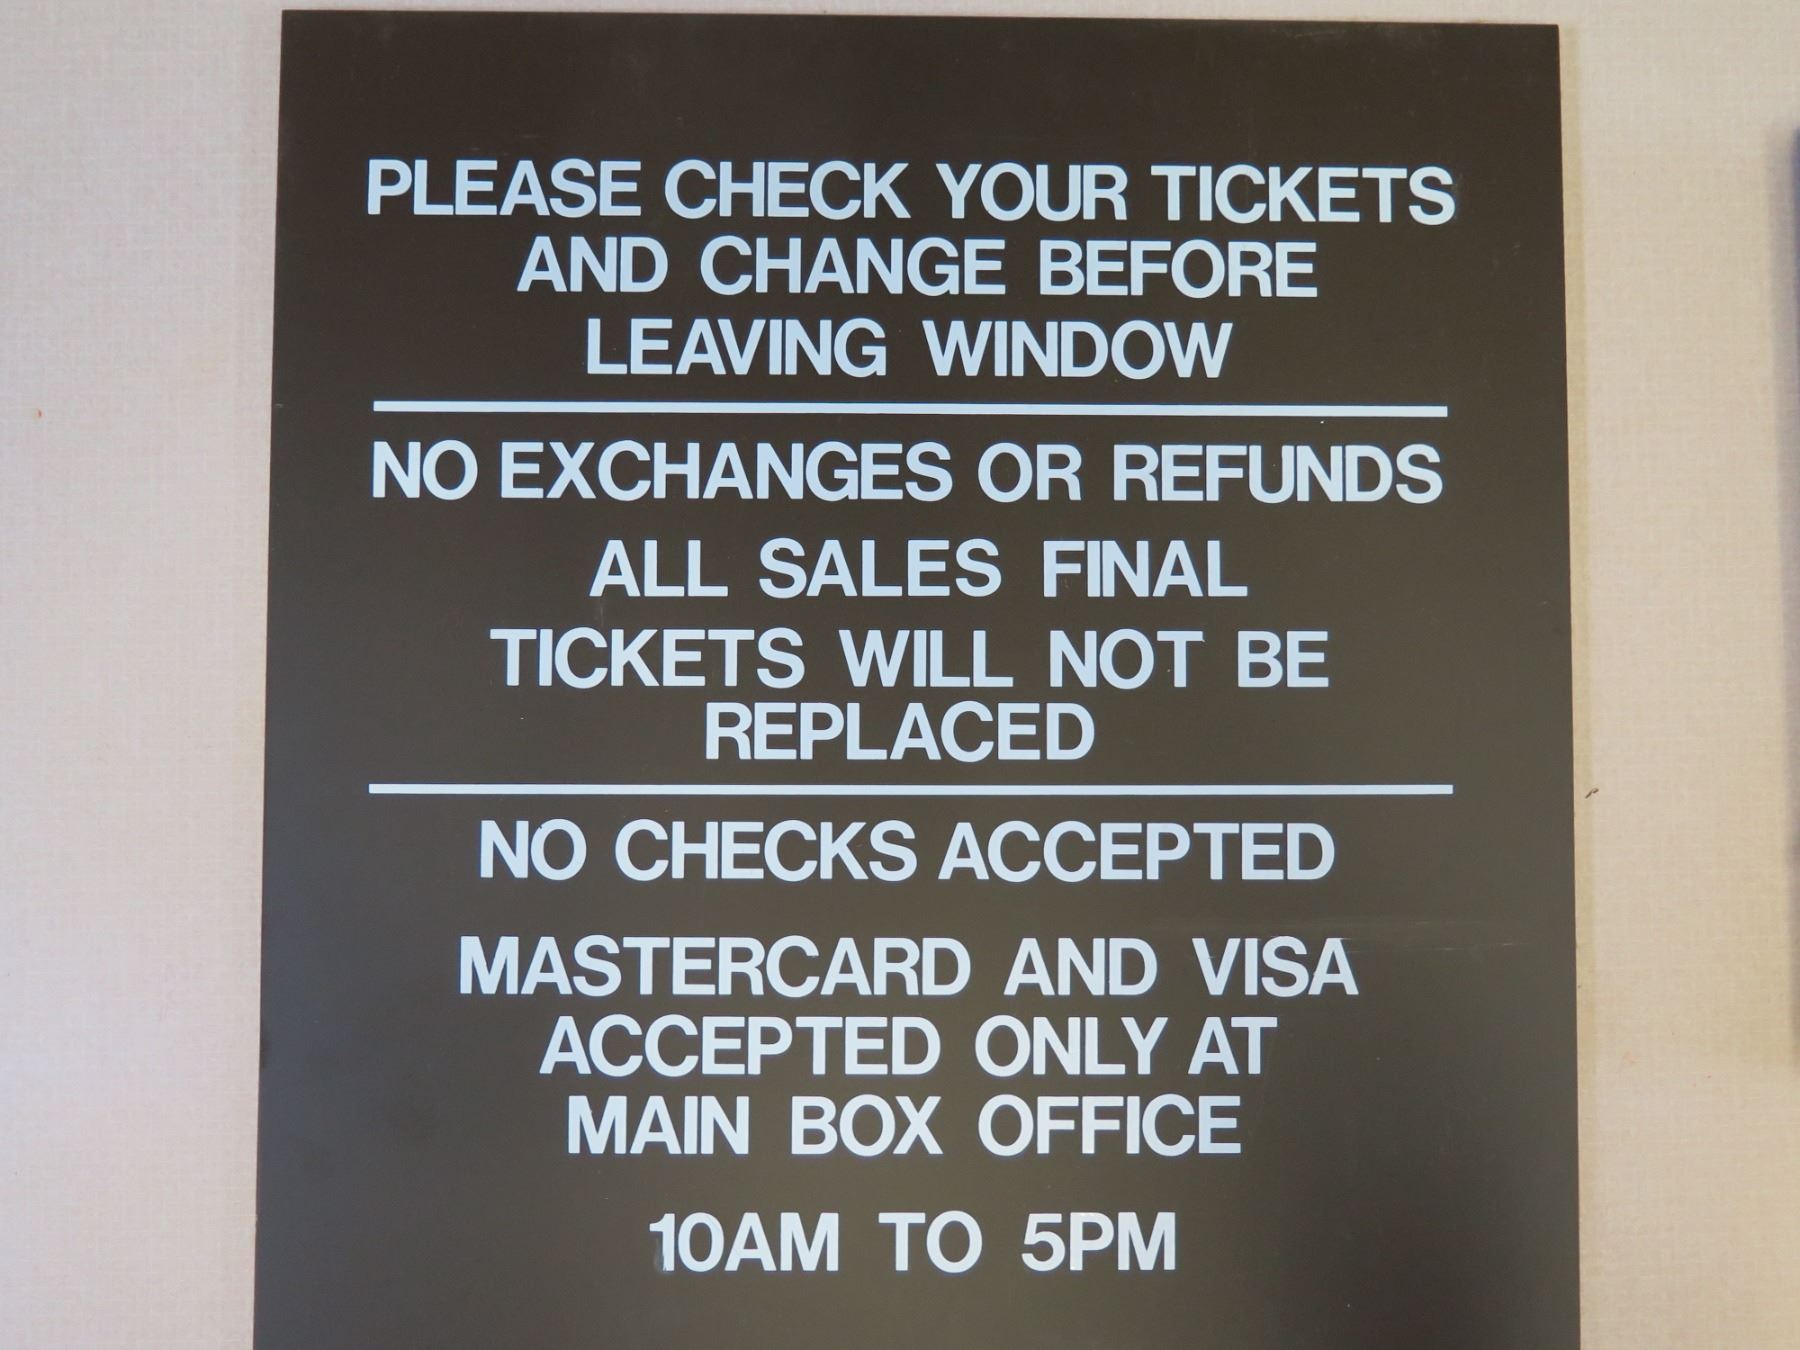 PLEASE CHECK YOUR TICKETS
AND CHANGE BEFORE
LEAVING WINDOW
NO EXCHANGES OR REFUNDS
ALL SALES FINAL
TICKETS WILL NOT BE
REPLACED
NO CHECKS ACCEPTED
MASTERCARD AND VISA
ACCEPTED ONLY AT
MAIN BOX OFFICE
10AM TO 5PM